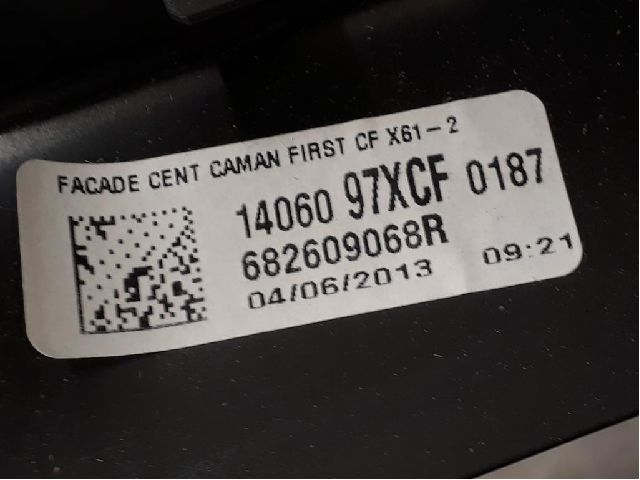 FACADE CENT CAMAN FIRST CF X61-2
14060 97XCF 0187
682609068R
04/06/2013 09:21